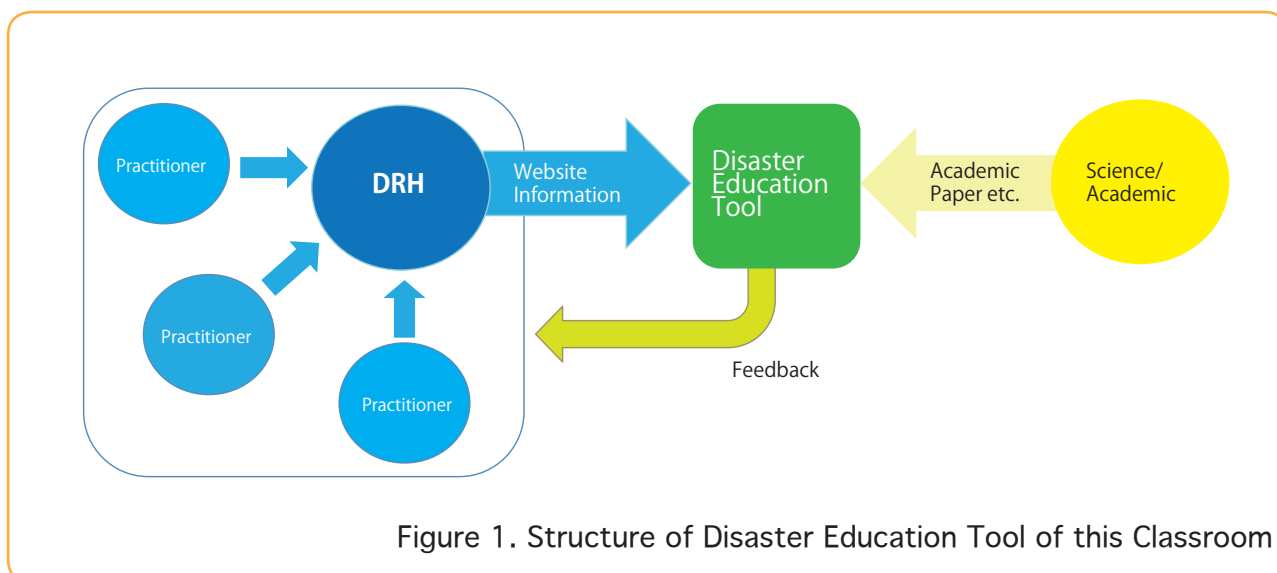 Practitioner
DRH
Website
Information
Disaster
Education
Tool
Academic
Paper etc.
Science/
Academic
Practitioner
Practitioner
Feedback
Figure 1. Structure of Disaster Education Tool of this Classroom